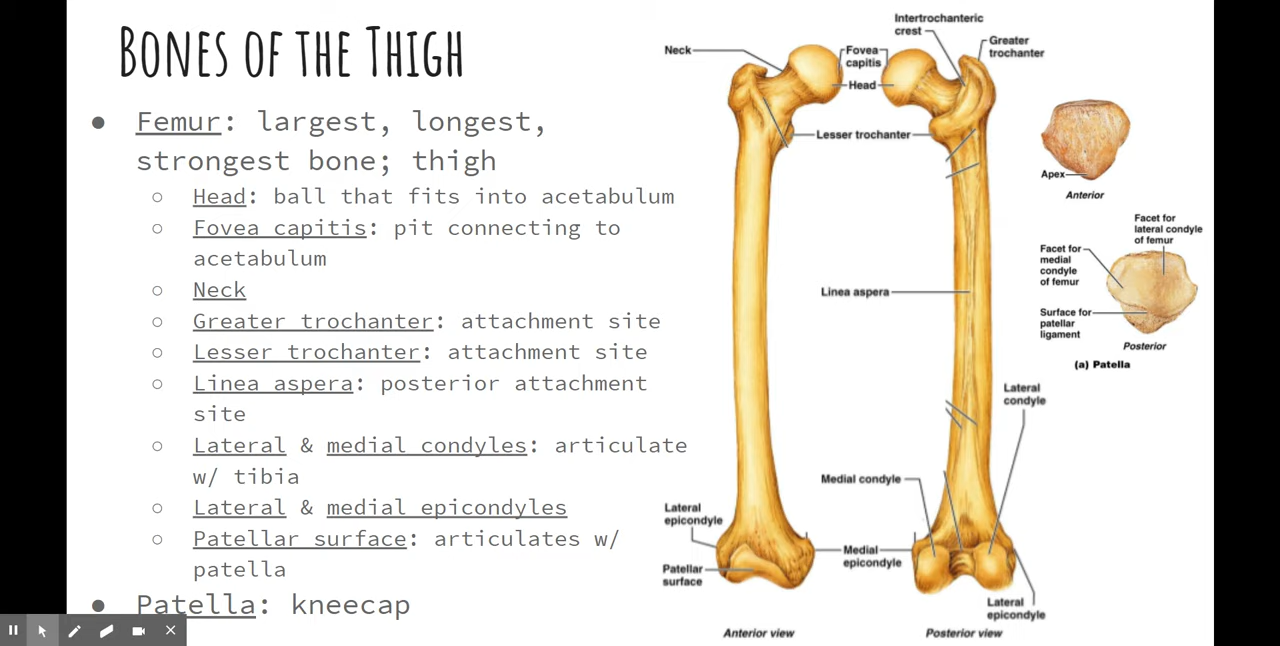 Bones of the Thigh
● Femur: largest, longest,
strongest bone; thigh
○ Head: ball that fits into acetabulum
○ Fovea capitis: pit connecting to
acetabulum
○ Neck
○ Greater trochanter: attachment site
○ Lesser trochanter: attachment site
○ Linea aspera: posterior attachment
site
○ Lateral & medial condyles: articulate
w/ tibia
○ Lateral & medial epicondyles
○ Patellar surface: articulates w/
patella
● Patella: kneecap
Neck
Fovea
capitis
Head
Intertrochanteric
crest
Greater
trochanter
Lesser trochanter
Linea aspera
Lateral
condyle
Medial condyle
Lateral
epicondyle
Medial
epicondyle
Patellar
surface
Lateral
epicondyle
Anterior view
Posterior view
Apex
Anterior
Facet for
lateral condyle
of femur
Facet for
medial
condyle
of femur
Surface for
patellar
ligament
Posterior
(a) Patella